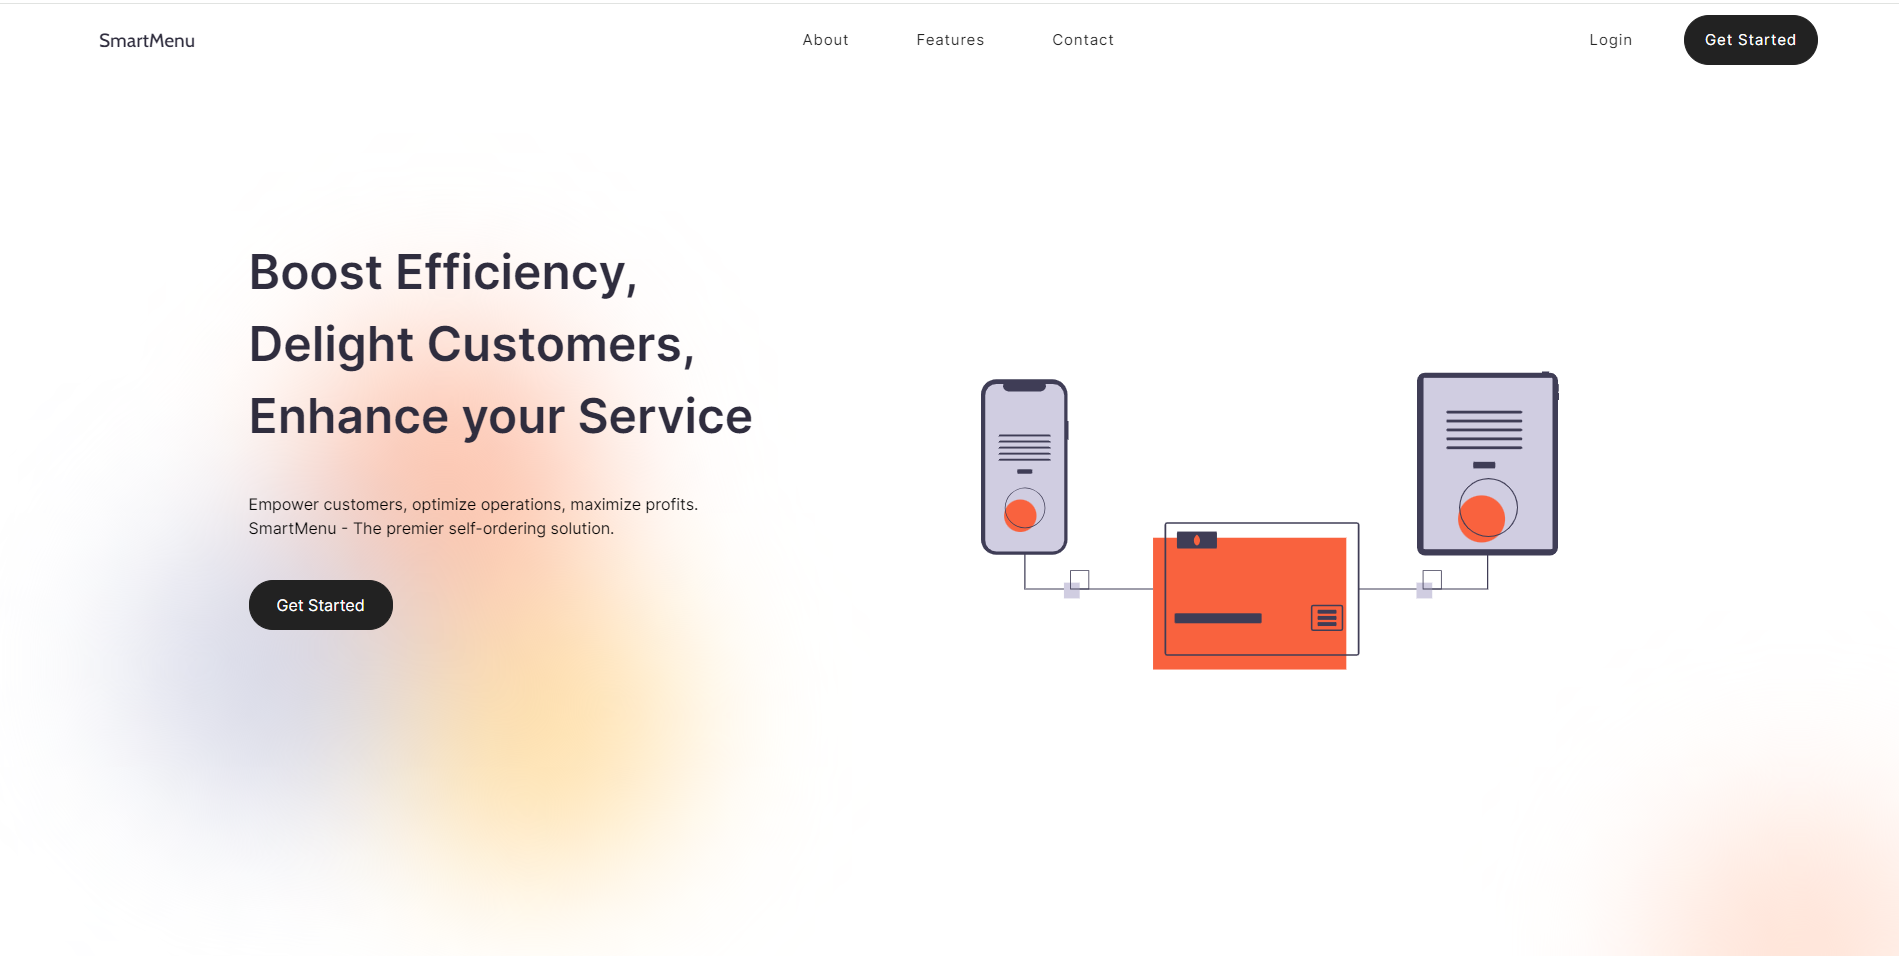 SmartMenu
About
Features
Contact
Login
Get Started
Boost Efficiency,
Delight Customers,
Enhance your Service
Empower customers, optimize operations, maximize profits.
SmartMenu - The premier self-ordering solution.
Get Started